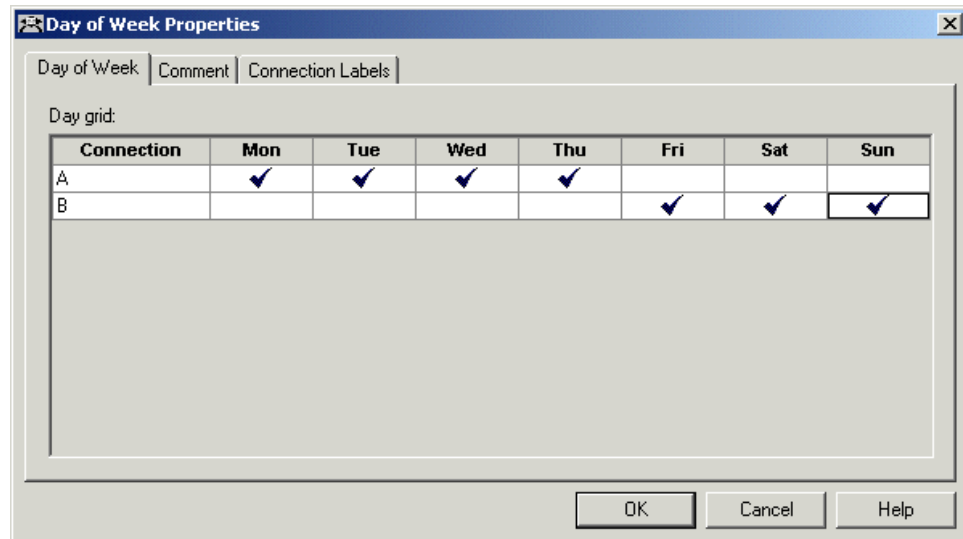 Day of Week Properties
Day of Week Comment Connection Labels
Day grid:
Connection Mon Tue Wed Thu Fri Sat Sun
A ✔ ✔ ✔ ✔
B ✔ ✔ ✔
OK Cancel Help